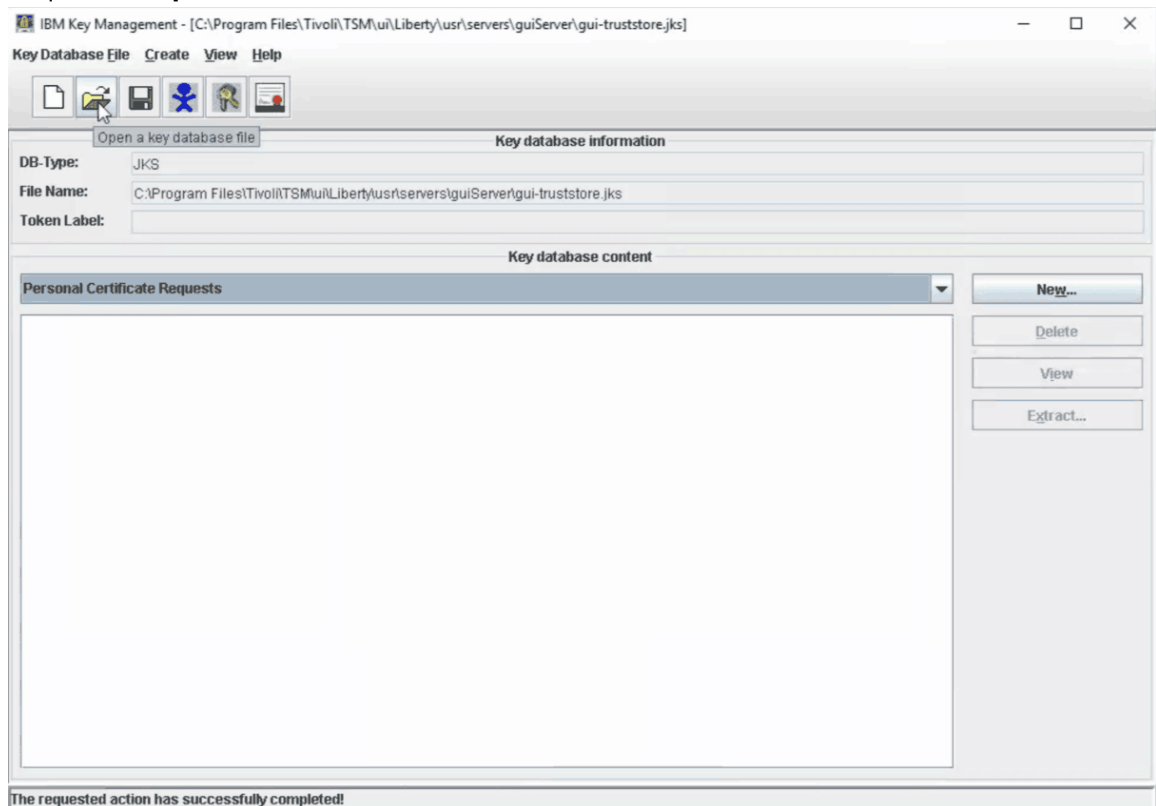 IBM Key Management - [C:\Program Files\Tivoli\TSM\ui\Liberty\usr\servers\guiServer\gui-truststore.jks]
Key Database File Create View Help
Open a key database file
Key database information
DB-Type: JKS
File Name: C:\Program Files\Tivoli\TSM\ui\Liberty\usr\servers\guiServer\gui-truststore.jks
Token Label:
Key database content
Personal Certificate Requests
New...
Delete
View
Extract...
The requested action has successfully completed!